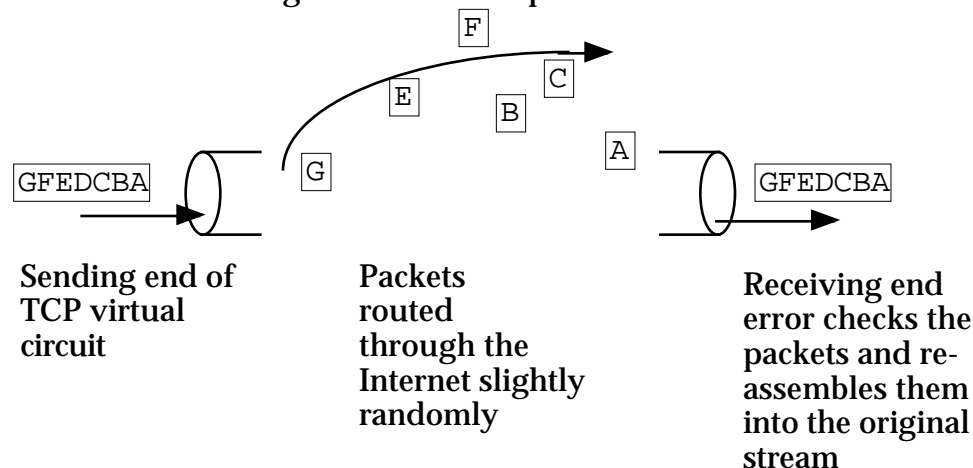 F
C
E
B
A
G
GFEDCBA
GFEDCBA
Sending end of
TCP virtual
circuit
Packets
routed
through the
Internet slightly
randomly
Receiving end
error checks the
packets and re-
assembles them
into the original
stream